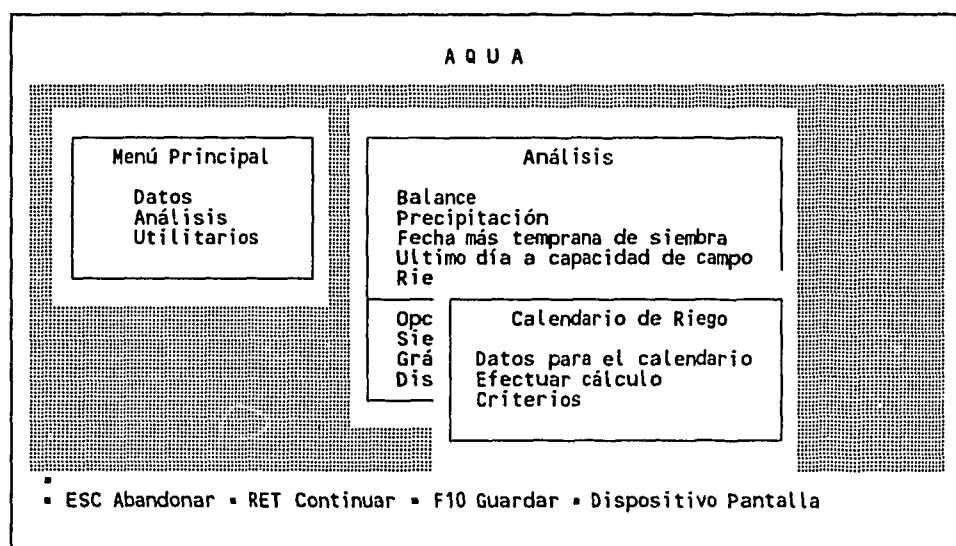 A Q U A
Menú Principal
Datos
Análisis
Utilitarios
Análisis
Balance
Precipitación
Fecha más temprana de siembra
Ultimo día a capacidad de campo
Rie
Opc
Sie
Grá
Dis
Calendario de Riego
Datos para el calendario
Efectuar cálculo
Criterios
▪ ESC Abandonar ▪ RET Continuar ▪ F10 Guardar ▪ Dispositivo Pantalla